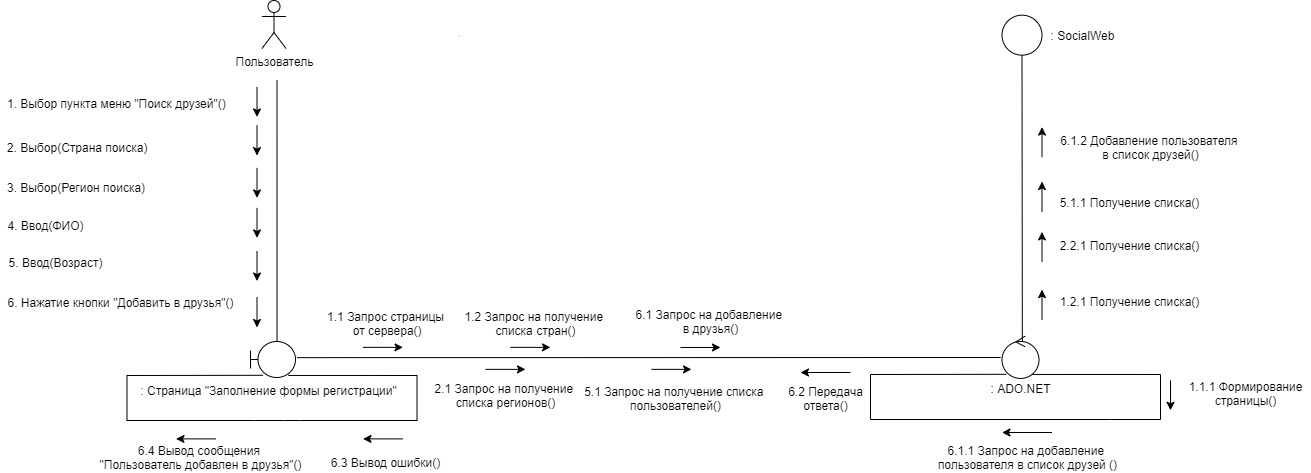 Пользователь
: SocialWeb
1. Выбор пункта меню "Поиск друзей"()
2. Выбор(Страна поиска)
3. Выбор(Регион поиска)
4. Ввод(ФИО)
5. Ввод(Возраст)
6. Нажатие кнопки "Добавить в друзья"()
6.1.2 Добавление пользователя
в список друзей()
5.1.1 Получение списка()
2.2.1 Получение списка()
1.2.1 Получение списка()
1.1 Запрос страницы
от сервера()
1.2 Запрос на получение
списка стран()
6.1 Запрос на добавление
в друзья()
2.1 Запрос на получение
списка регионов()
5.1 Запрос на получение списка
пользователей()
6.2 Передача
ответа()
: Страница "Заполнение формы регистрации"
: ADO.NET
1.1.1 Формирование
страницы()
6.4 Вывод сообщения
"Пользователь добавлен в друзья"()
6.3 Вывод ошибки()
6.1.1 Запрос на добавление
пользователя в список друзей ()